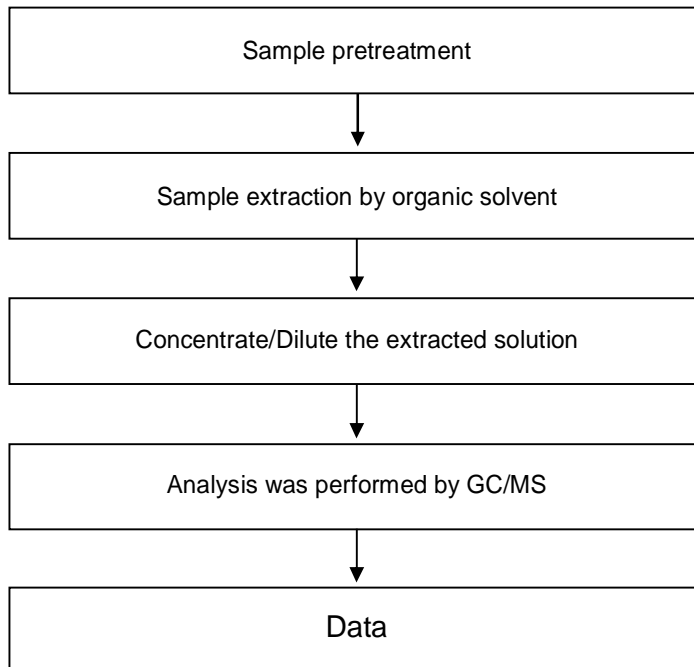 Sample pretreatment
Sample extraction by organic solvent
Concentrate/Dilute the extracted solution
Analysis was performed by GC/MS
Data